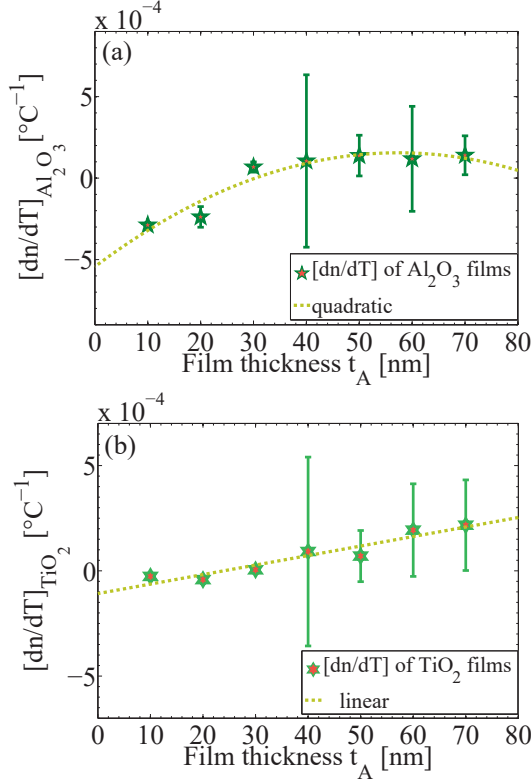 x 10⁻⁴
(a)
5
0
−5
[dn/dT]Al₂O₃ [°C⁻¹]
[dn/dT] of Al₂O₃ films
quadratic
0 10 20 30 40 50 60 70 80
Film thickness t_A [nm]
x 10⁻⁴
(b)
5
0
−5
[dn/dT]TiO₂ [°C⁻¹]
[dn/dT] of TiO₂ films
linear
0 10 20 30 40 50 60 70 80
Film thickness t_A [nm]